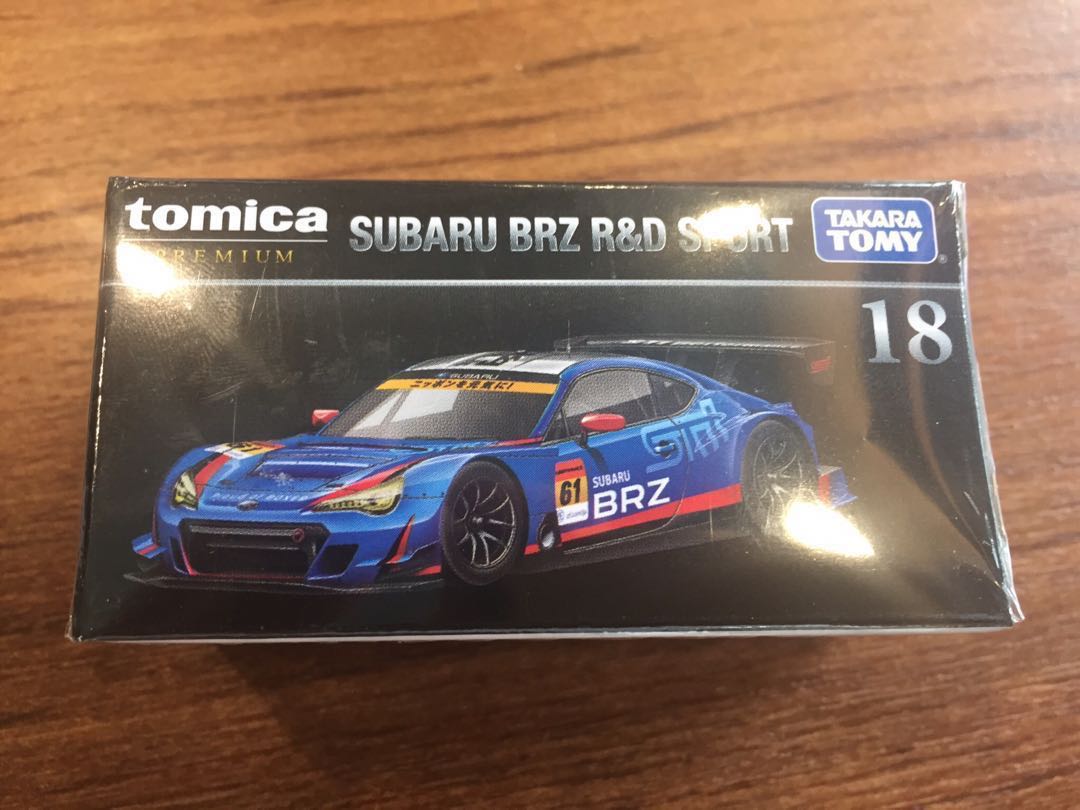 tomica
PREMIUM
SUBARU BRZ R&D SPORT
TAKARA
TOMY
®
18
SUBARU
ニッポンを元気に!
STI
61
SUBARU
BRZ